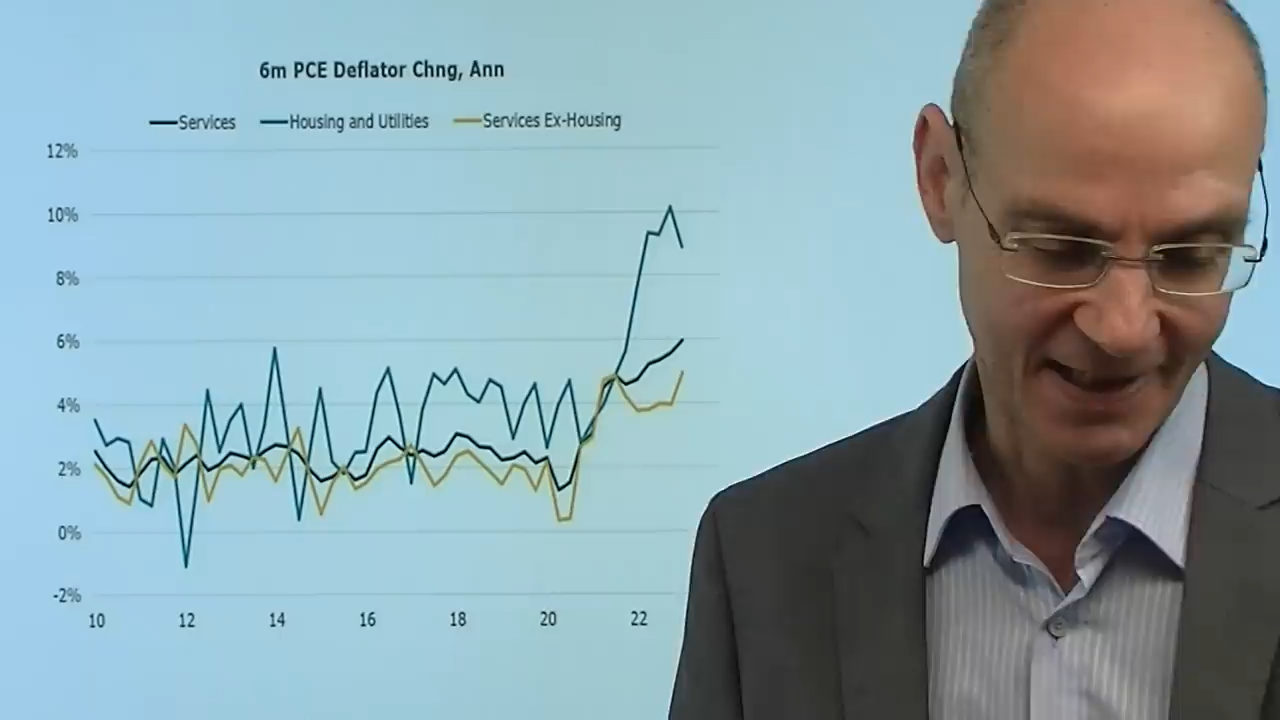 6m PCE Deflator Chng, Ann
Services Housing and Utilities Services Ex-Housing
12%
10%
8%
6%
4%
2%
0%
-2%
10 12 14 16 18 20 22